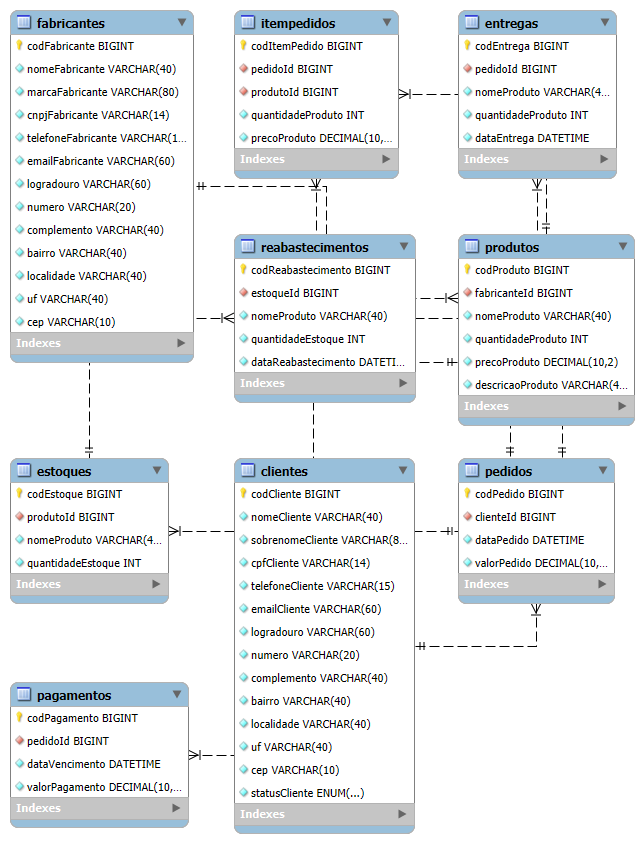 fabricantes
codFabricante BIGINT
nomeFabricante VARCHAR(40)
marcaFabricante VARCHAR(80)
cnpjFabricante VARCHAR(14)
telefoneFabricante VARCHAR(1...
emailFabricante VARCHAR(60)
logradouro VARCHAR(60)
numero VARCHAR(20)
complemento VARCHAR(40)
bairro VARCHAR(40)
localidade VARCHAR(40)
uf VARCHAR(40)
cep VARCHAR(10)
Indexes
itempedidos
codItemPedido BIGINT
pedidoId BIGINT
produtoId BIGINT
quantidadeProduto INT
precoProduto DECIMAL(10,...
Indexes
entregas
codEntrega BIGINT
pedidoId BIGINT
nomeProduto VARCHAR(4...
quantidadeProduto INT
dataEntrega DATETIME
Indexes
reabastecimentos
codReabastecimento BIGINT
estoqueId BIGINT
nomeProduto VARCHAR(40)
quantidadeEstoque INT
dataReabastecimento DATETI...
Indexes
produtos
codProduto BIGINT
fabricanteId BIGINT
nomeProduto VARCHAR(40)
quantidadeProduto INT
precoProduto DECIMAL(10,2)
descricaoProduto VARCHAR(4...
Indexes
estoques
codEstoque BIGINT
produtoId BIGINT
nomeProduto VARCHAR(4...
quantidadeEstoque INT
Indexes
clientes
codCliente BIGINT
nomeCliente VARCHAR(40)
sobrenomeCliente VARCHAR(8...
cpfCliente VARCHAR(14)
telefoneCliente VARCHAR(15)
emailCliente VARCHAR(60)
logradouro VARCHAR(60)
numero VARCHAR(20)
complemento VARCHAR(40)
bairro VARCHAR(40)
localidade VARCHAR(40)
uf VARCHAR(40)
cep VARCHAR(10)
statusCliente ENUM(...)
Indexes
pedidos
codPedido BIGINT
clienteId BIGINT
dataPedido DATETIME
valorPedido DECIMAL(10,...
Indexes
pagamentos
codPagamento BIGINT
pedidoId BIGINT
dataVencimento DATETIME
valorPagamento DECIMAL(10,...
Indexes